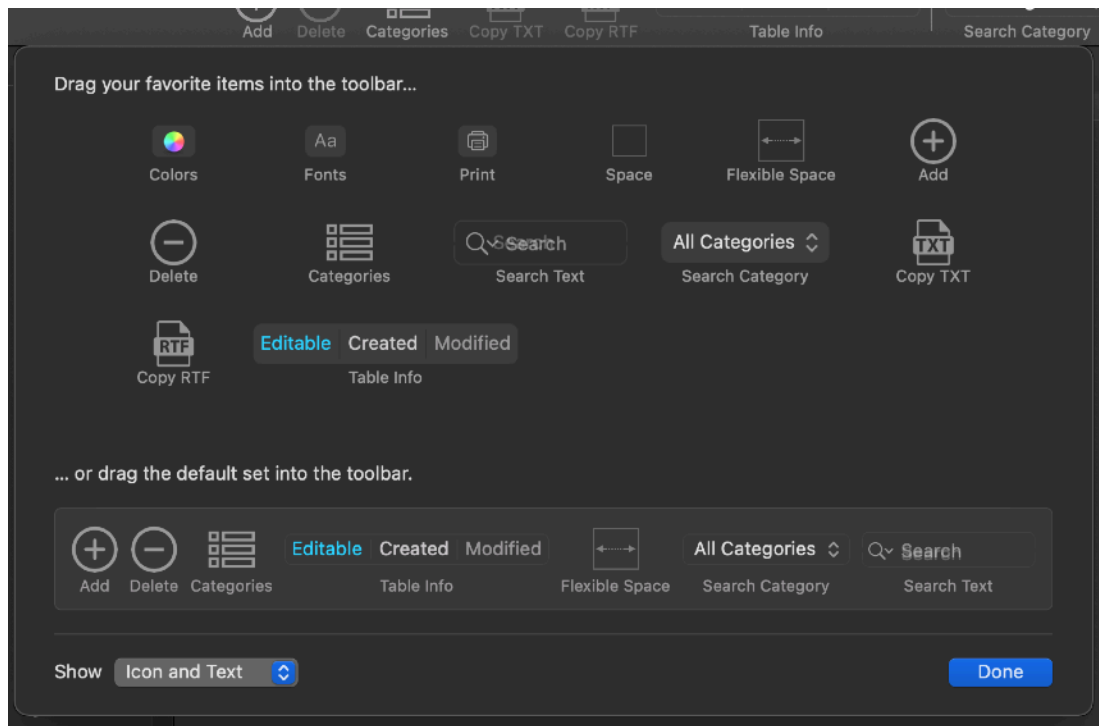 Add Delete Categories Copy TXT Copy RTF Table Info Search Category
Drag your favorite items into the toolbar...
Aa
Colors Fonts Print Space Flexible Space Add
Search All Categories TXT
Delete Categories Search Text Search Category Copy TXT
RTF Editable Created Modified
Copy RTF Table Info
... or drag the default set into the toolbar.
Editable Created Modified All Categories Search
Add Delete Categories Table Info Flexible Space Search Category Search Text
Show Icon and Text Done